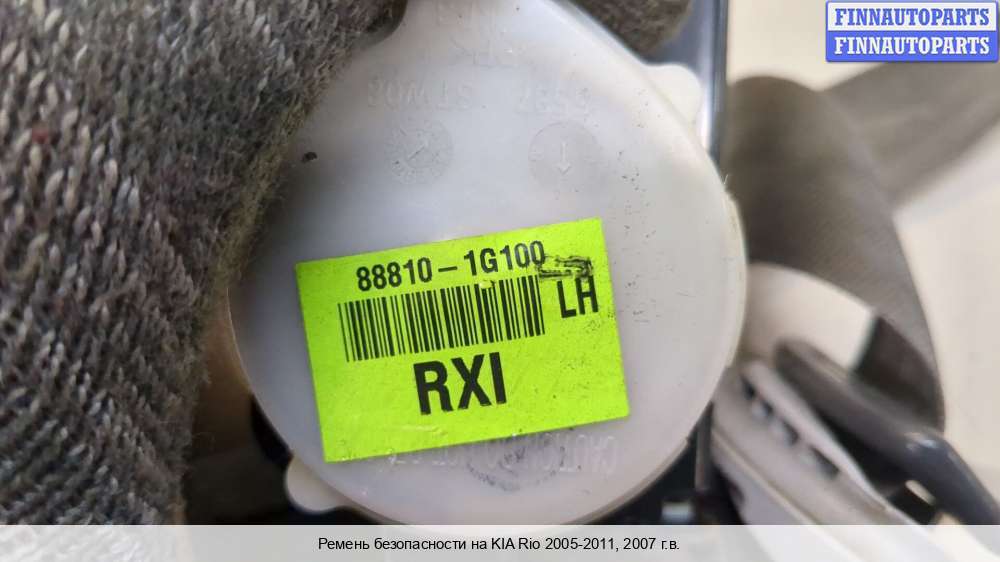 FINNAUTOPARTS
FINNAUTOPARTS
88810-1G100
LH
RXI
Ремень безопасности на KIA Rio 2005-2011, 2007 г.в.